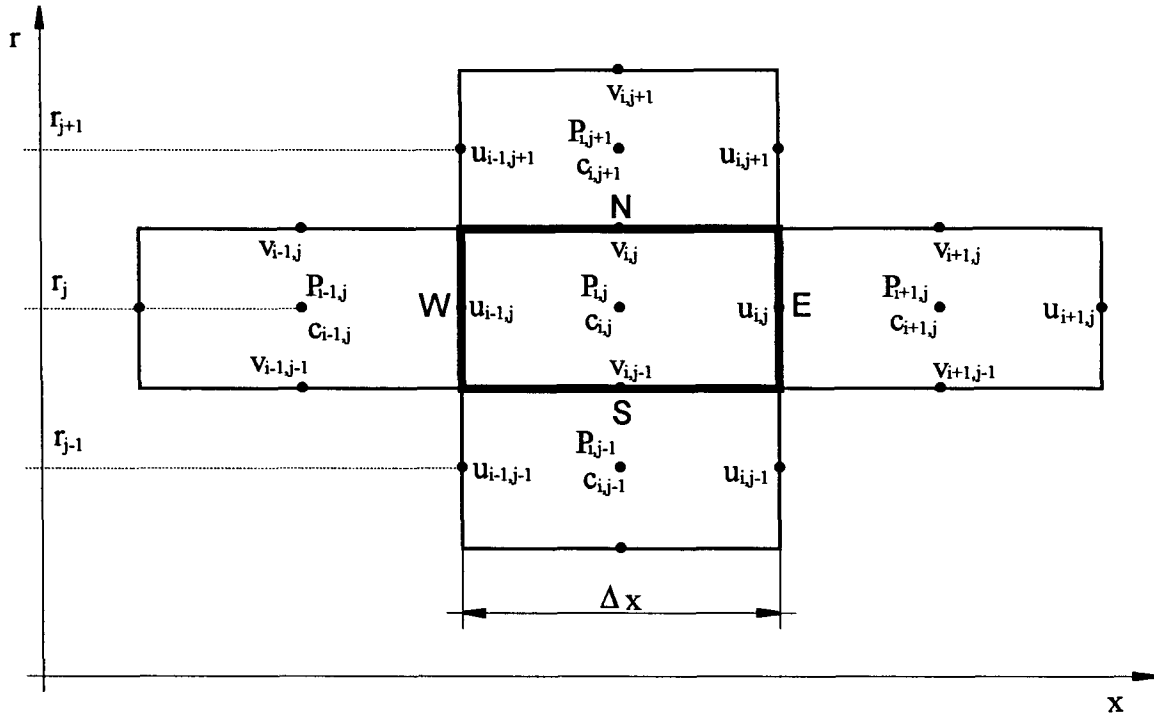 r
v_{i,j+1}
r_{j+1}
P_{i,j+1}
u_{i-1,j+1} c_{i,j+1} u_{i,j+1}
N
v_{i-1,j} v_{i,j} v_{i+1,j}
r_j P_{i-1,j} W P_{i,j} E P_{i+1,j}
c_{i-1,j} u_{i-1,j} c_{i,j} u_{i,j} c_{i+1,j} u_{i+1,j}
v_{i-1,j-1} v_{i,j-1} v_{i+1,j-1}
S
r_{j-1} P_{i,j-1}
u_{i-1,j-1} c_{i,j-1} u_{i,j-1}
Δx
x